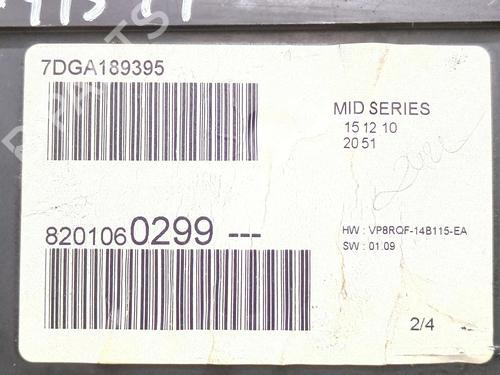 7DGA189395
MID SERIES
15 12 10
20 51
8201060299 ---
HW : VP8RQF-14B115-EA
SW : 01.09
2/4